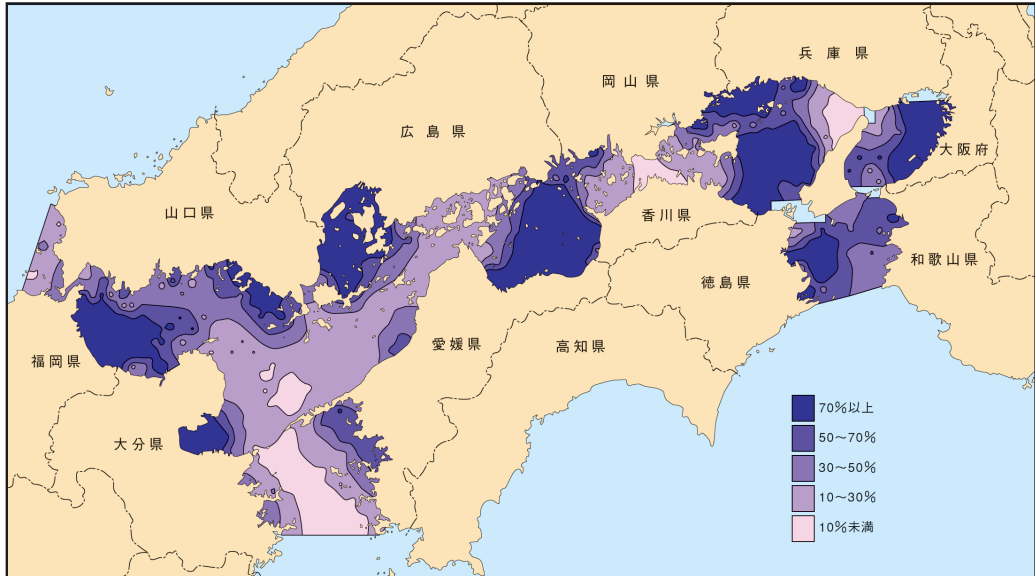 兵庫県
岡山県
広島県
大阪府
山口県
香川県
和歌山県
徳島県
愛媛県
高知県
福岡県
大分県
70%以上
50～70%
30～50%
10～30%
10%未満